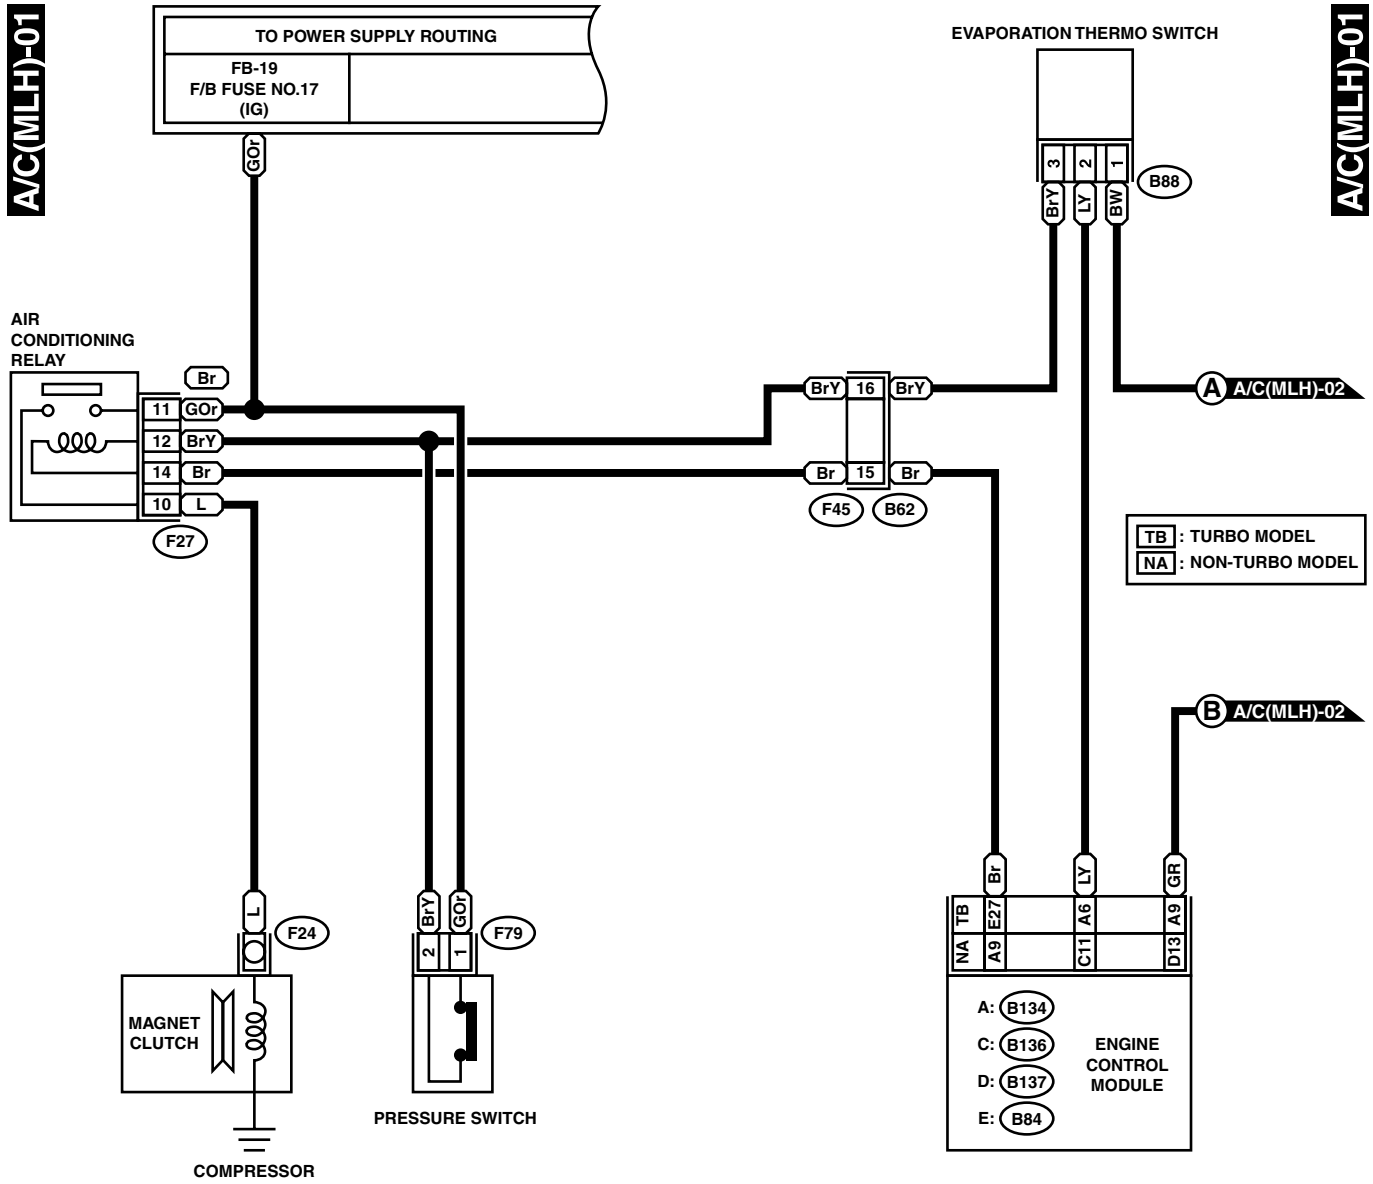 A/C(MLH)-01
A/C(MLH)-01
TO POWER SUPPLY ROUTING
FB-19
F/B FUSE NO.17
(IG)
GOr
EVAPORATION THERMO SWITCH
3 2 1
B88
BrY LY BW
AIR
CONDITIONING
RELAY
Br
11 GOr
12 BrY
14 Br
10 L
F27
BrY 16 BrY
Br 15 Br
F45 B62
A A/C(MLH)-02
TB : TURBO MODEL
NA : NON-TURBO MODEL
B A/C(MLH)-02
L
F24
MAGNET
CLUTCH
COMPRESSOR
BrY GOr
2 1
F79
PRESSURE SWITCH
Br LY GR
TB E27 A6 A9
NA A9 C11 D13
A: B134
C: B136
D: B137
E: B84
ENGINE
CONTROL
MODULE